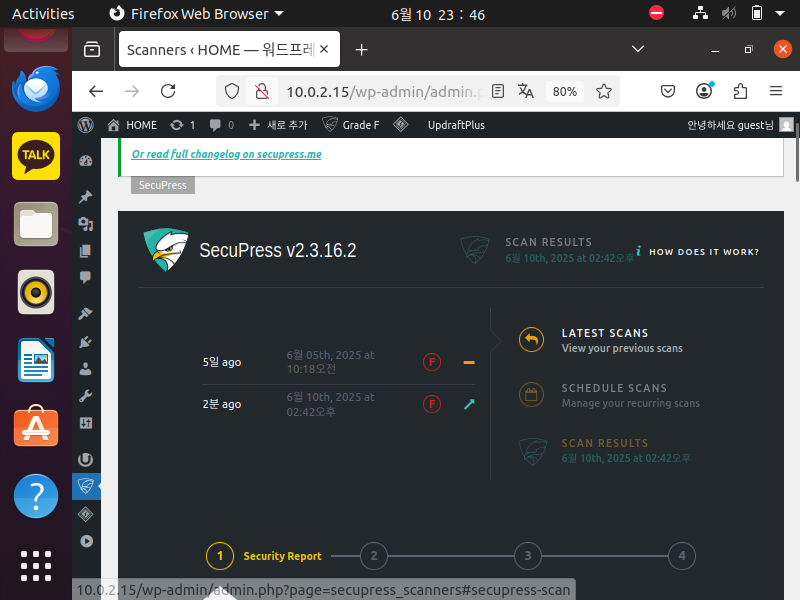 Activities
Firefox Web Browser
6월 10 23 : 46
Scanners ‹ HOME — 워드프레
10.0.2.15/wp-admin/admin.p
80%
TALK
HOME
1
0
새로 추가
Grade F
UpdraftPlus
안녕하세요 guest님
Or read full changelog on secupress.me
SecuPress
SecuPress v2.3.16.2
SCAN RESULTS
6월 10th, 2025 at 02:42오후
i HOW DOES IT WORK?
5일 ago
6월 05th, 2025 at
10:18오전
F
2분 ago
6월 10th, 2025 at
02:42오후
F
LATEST SCANS
View your previous scans
SCHEDULE SCANS
Manage your recurring scans
SCAN RESULTS
6월 10th, 2025 at 02:42오후
1 Security Report 2 3 4
10.0.2.15/wp-admin/admin.php?page=secupress_scanners#secupress-scan